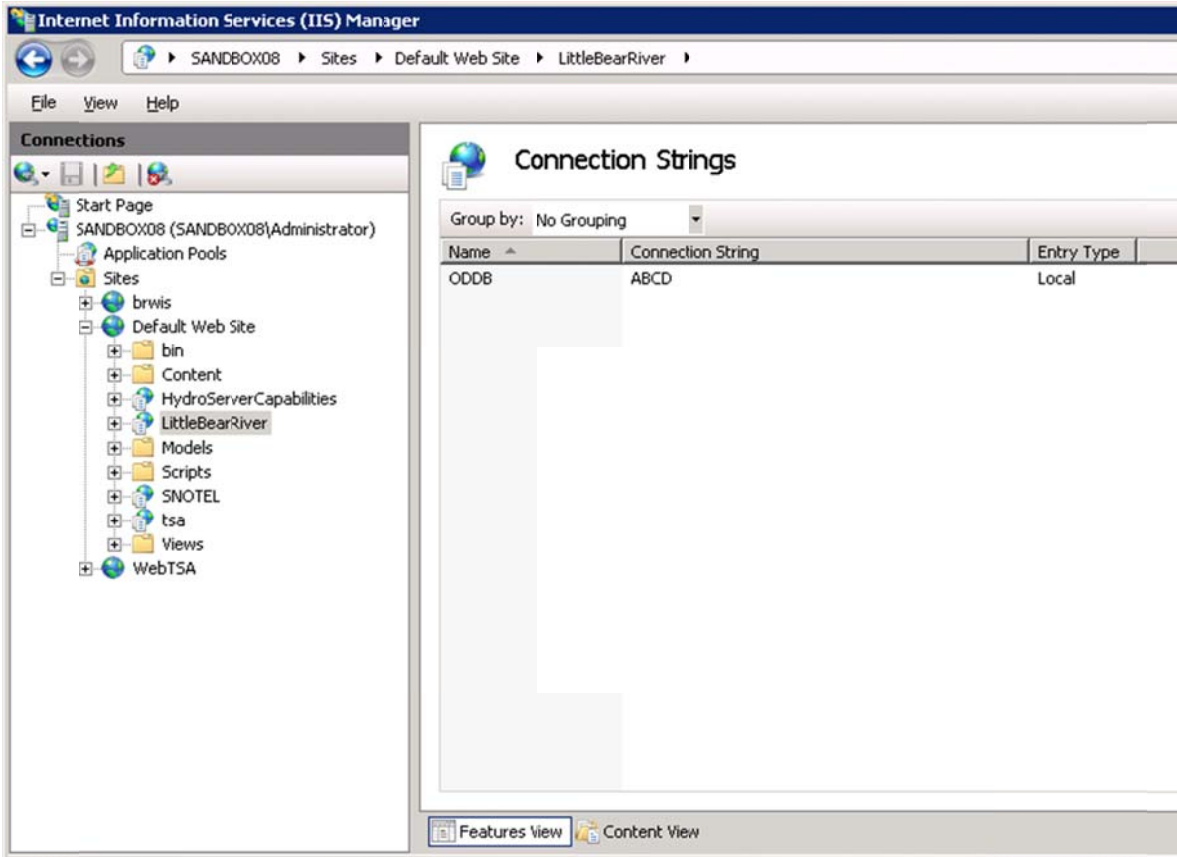 Internet Information Services (IIS) Manager
SANDBOX08 Sites Default Web Site LittleBearRiver
File View Help
Connections
Start Page
SANDBOX08 (SANDBOX08\Administrator)
Application Pools
Sites
brwis
Default Web Site
bin
Content
HydroServerCapabilities
LittleBearRiver
Models
Scripts
SNOTEL
tsa
Views
WebTSA
Connection Strings
Group by: No Grouping
Name Connection String Entry Type
ODDB ABCD Local
Features View Content View